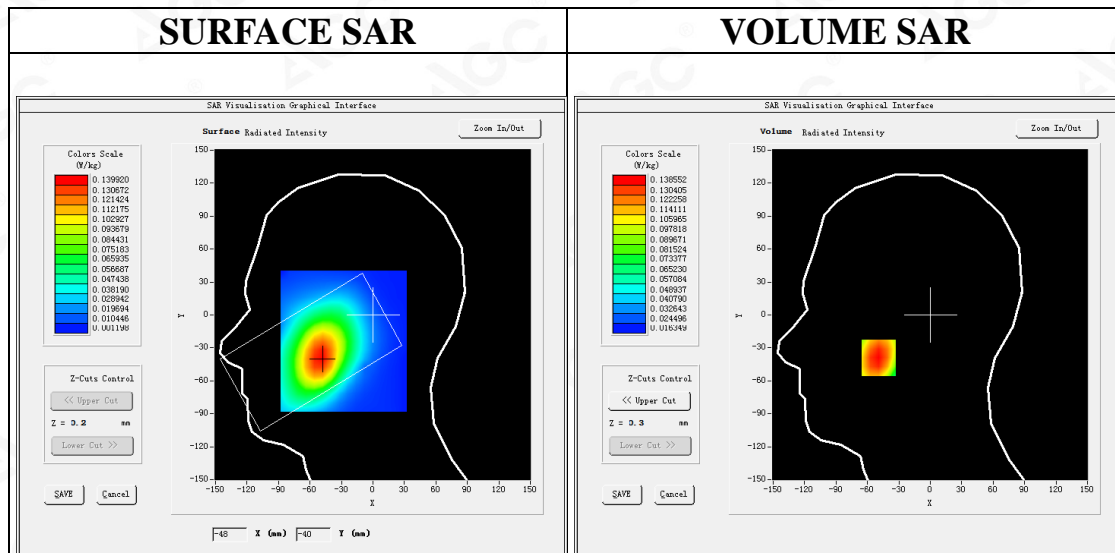 SURFACE SAR
VOLUME SAR
SAR Visualisation Graphical Interface
Surface Radiated Intensity
Zoom In/Out
Colors Scale
(W/kg)
0.139920
0.130672
0.121424
0.112175
0.102927
0.093679
0.084431
0.075183
0.065935
0.056687
0.047438
0.038190
0.028942
0.019694
0.010446
0.001198
Z-Cuts Control
<< Upper Cut
Z = 0.2 mm
Lower Cut >>
SAVE
Cancel
150
120
90
60
30
0
-30
-60
-90
-120
-150
Y
-150 -120 -90 -60 -30 0 30 60 90 120 150
X
-48 X (mm) -40 Y (mm)
SAR Visualisation Graphical Interface
Volume Radiated Intensity
Zoom In/Out
Colors Scale
(W/kg)
0.138552
0.130405
0.122258
0.114111
0.105965
0.097818
0.089671
0.081524
0.073377
0.065230
0.057084
0.048937
0.040790
0.032643
0.024496
0.016349
Z-Cuts Control
<< Upper Cut
Z = 0.3 mm
Lower Cut >>
SAVE
Cancel
150
120
90
60
30
0
-30
-60
-90
-120
-150
Y
-150 -120 -90 -60 -30 0 30 60 90 120 150
X